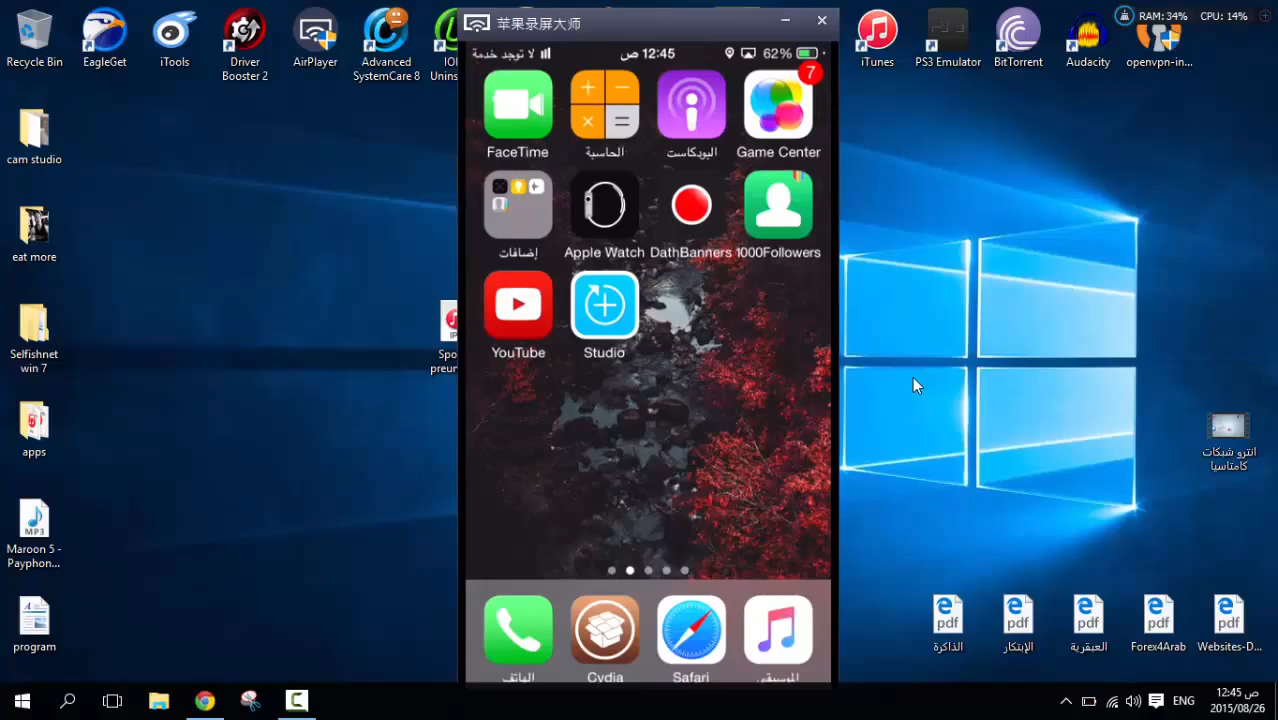 苹果录屏大师
RAM: 34%
CPU: 14%
Recycle Bin
EagleGet
iTools
Driver
Booster 2
AirPlayer
Advanced
SystemCare 8
iTunes
PS3 Emulator
BitTorrent
Audacity
openvpn-in...
لا توجد خدمة
12:45 ص
62%
7
FaceTime
الحاسبة
البودكاست
Game Center
إضافات
Apple Watch
DathBanners
1000Followers
YouTube
Studio
الهاتف
Cydia
Safari
الموسيقى
cam studio
eat more
Selfishnet
win 7
apps
MP3
Maroon 5 -
Payphon...
program
انترو شبكات
كامتاسيا
pdf
الذاكرة
pdf
الإبتكار
pdf
العبقرية
pdf
Forex4Arab
pdf
Websites-D...
ENG
12:45 ص
2015/08/26